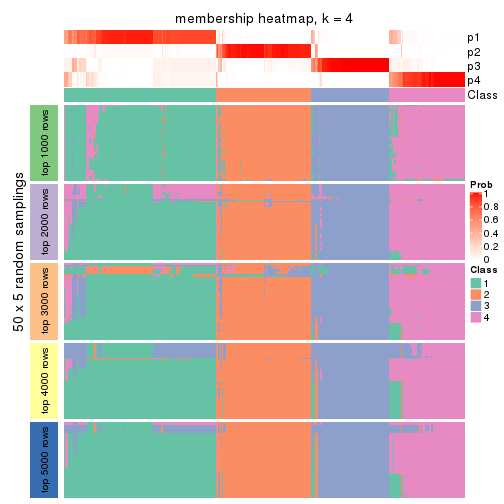 membership heatmap, k = 4
p1
p2
p3
p4
Class
50 x 5 random samplings
top 1000 rows
top 2000 rows
top 3000 rows
top 4000 rows
top 5000 rows
Prob
1
0.8
0.6
0.4
0.2
0
Class
1
2
3
4